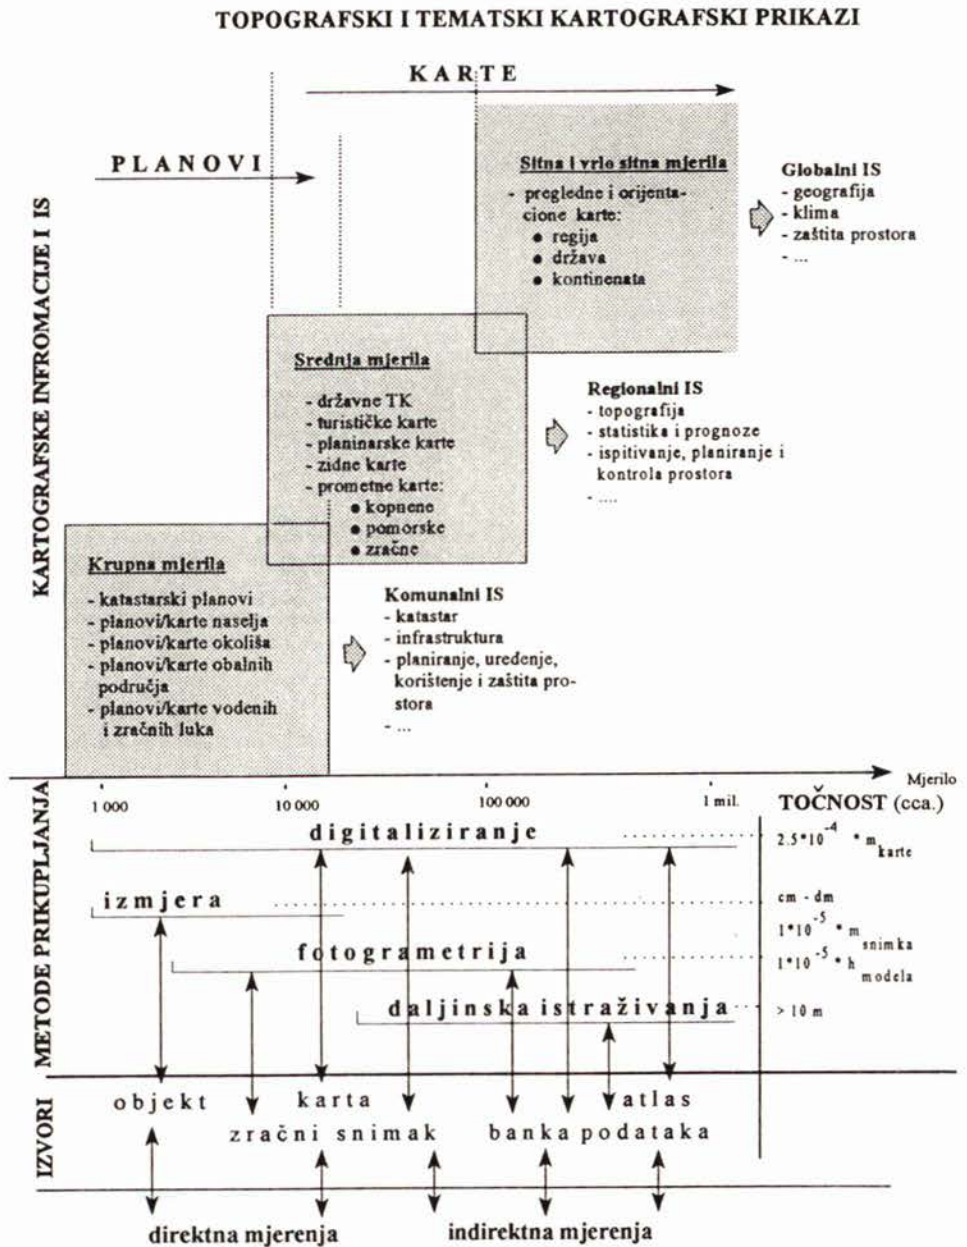 TOPOGRAFSKI I TEMATSKI KARTOGRAFSKI PRIKAZI
KARTE
PLANOVI
KARTOGRAFSKE INFROMACIJE I IS
Sitna i vrlo sitna mjerila
- pregledne i orijenta-
cione karte:
● regija
● država
● kontinenata
Globalni IS
- geografija
- klima
- zaštita prostora
- ...
Srednja mjerila
- državne TK
- turističke karte
- planinarske karte
- zidne karte
- prometne karte:
● kopnene
● pomorske
● zračne
Regionalni IS
- topografija
- statistika i prognoze
- ispitivanje, planiranje i
kontrola prostora
- ....
Krupna mjerila
- katastarski planovi
- planovi/karte naselja
- planovi/karte okoliša
- planovi/karte obalnih
područja
- planovi/karte vodenih
i zračnih luka
Komunalni IS
- katastar
- infrastruktura
- planiranje, uređenje,
korištenje i zaštita pro-
stora
- ...
Mjerilo
1 000 10 000 100 000 1 mil.
METODE PRIKUPLJANJA
TOČNOST (cca.)
digitaliziranje
2.5*10^-4 * m karte
izmjera
cm - dm
1*10^-5 * m snimka
fotogrametrija
1*10^-5 * h modela
daljinska istraživanja
> 10 m
IZVORI
objekt karta atlas
zračni snimak banka podataka
direktna mjerenja indirektna mjerenja